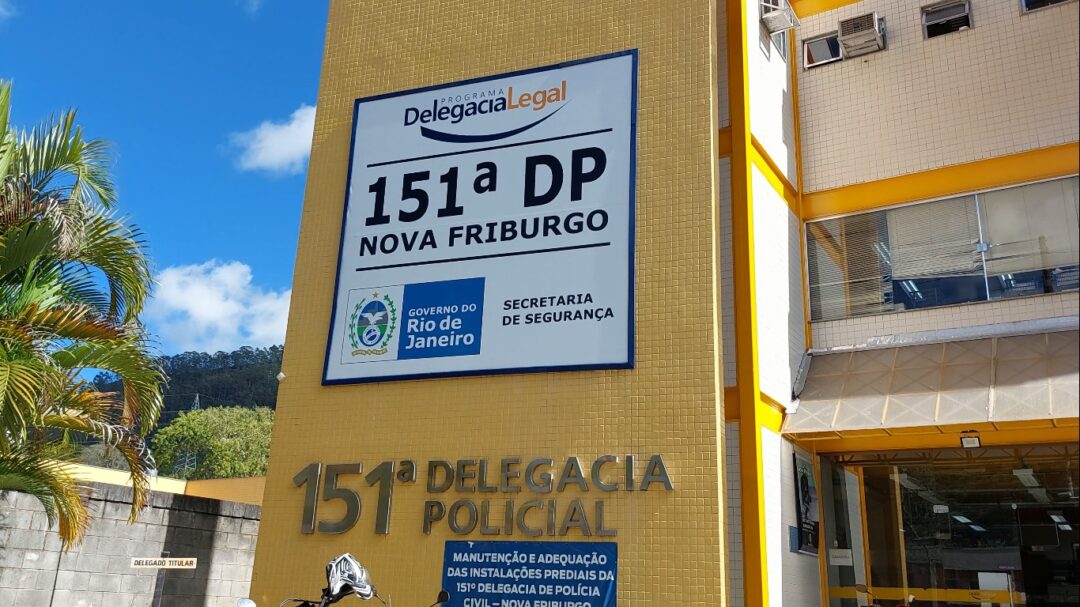 PROGRAMA
DelegaciaLegal
151ª DP
NOVA FRIBURGO
GOVERNO DO
Rio de
Janeiro
SECRETARIA
DE SEGURANÇA
151ª DELEGACIA
POLICIAL
DELEGADO TITULAR
MANUTENÇÃO E ADEQUAÇÃO
DAS INSTALAÇÕES PREDIAIS DA
151º DELEGACIA DE POLÍCIA
CIVIL – NOVA FRIBURGO